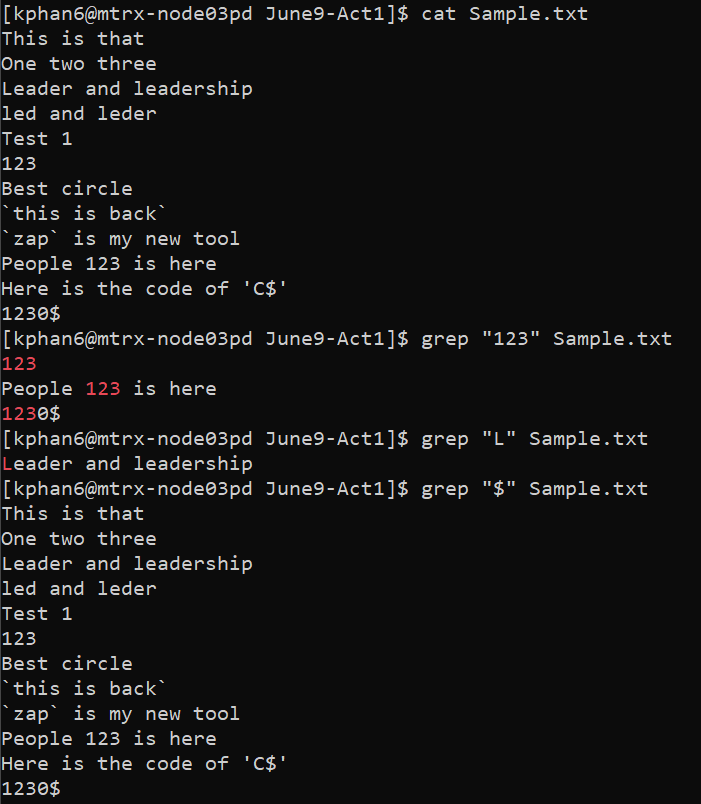 [kphan6@mtrx-node03pd June9-Act1]$ cat Sample.txt
This is that
One two three
Leader and leadership
led and leder
Test 1
123
Best circle
`this is back`
`zap` is my new tool
People 123 is here
Here is the code of 'C$'
1230$
[kphan6@mtrx-node03pd June9-Act1]$ grep "123" Sample.txt
123
People 123 is here
1230$
[kphan6@mtrx-node03pd June9-Act1]$ grep "L" Sample.txt
Leader and leadership
[kphan6@mtrx-node03pd June9-Act1]$ grep "$" Sample.txt
This is that
One two three
Leader and leadership
led and leder
Test 1
123
Best circle
`this is back`
`zap` is my new tool
People 123 is here
Here is the code of 'C$'
1230$